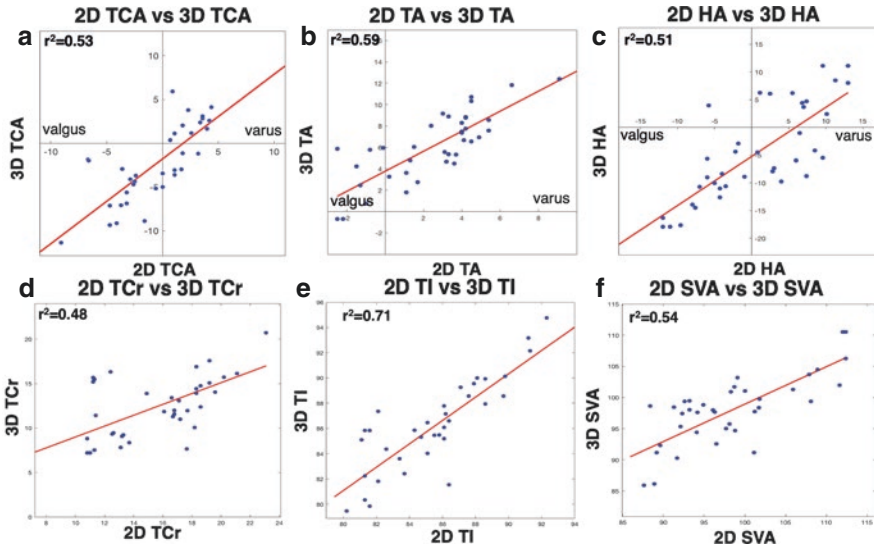 2D TCA vs 3D TCA
a
r²=0.53
10
5
valgus
varus
-10
-5
5
10
-5
-10
3D TCA
2D TCA
2D TA vs 3D TA
b
r²=0.59
16
14
12
10
8
6
4
2
valgus
varus
2
4
6
8
-2
3D TA
2D TA
2D HA vs 3D HA
c
r²=0.51
15
10
5
-15
-10
-5
5
10
15
valgus
varus
-5
-10
-15
-20
3D HA
2D HA
2D TCr vs 3D TCr
d
r²=0.48
20
15
10
5
0
8
10
12
14
16
18
20
22
24
3D TCr
2D TCr
2D TI vs 3D TI
e
r²=0.71
96
94
92
90
88
86
84
82
80
80
82
84
86
88
90
92
94
3D TI
2D TI
2D SVA vs 3D SVA
f
r²=0.54
110
105
100
95
90
85
85
90
95
100
105
110
115
3D SVA
2D SVA